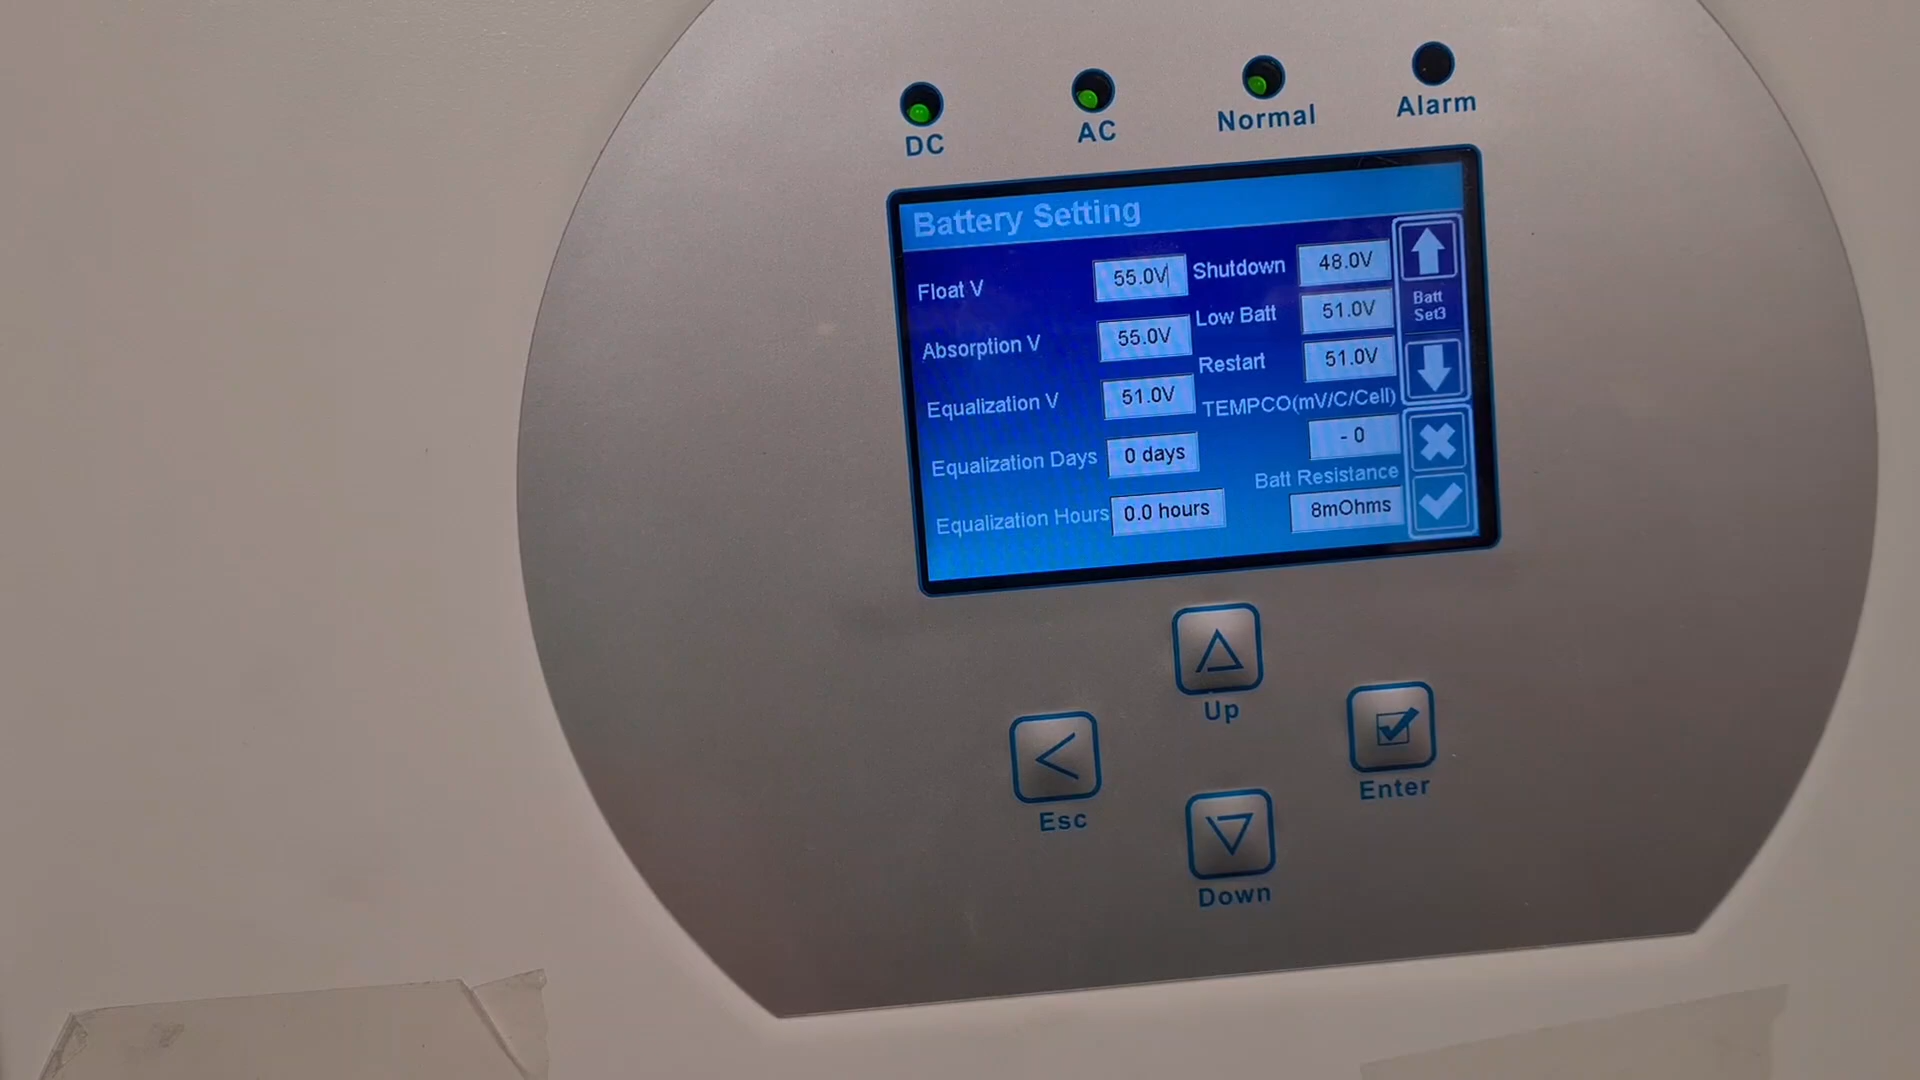 DC
AC
Normal
Alarm
Battery Setting
Float V 55.0V
Absorption V 55.0V
Equalization V 51.0V
Equalization Days 0 days
Equalization Hours 0.0 hours
Shutdown 48.0V
Low Batt 51.0V
Restart 51.0V
TEMPCO(mV/C/Cell)
- 0
Batt Resistance
8mOhms
Batt
Set3
Up
Esc
Enter
Down